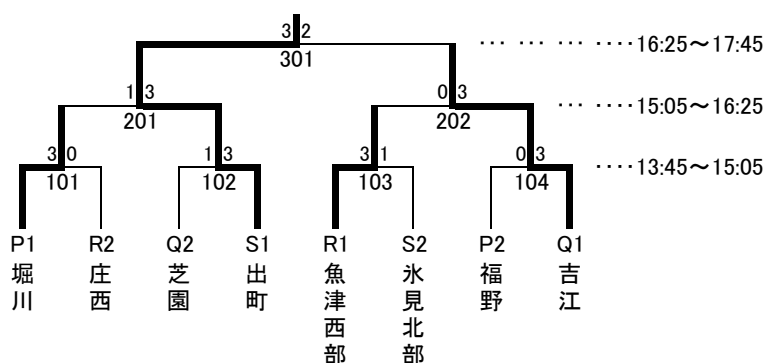 3 2
301
… … … ‥‥16:25～17:45
1 3
201
0 3
202
… … ‥‥15:05～16:25
3 0
101
1 3
102
3 1
103
0 3
104
‥‥13:45～15:05
P1 R2 Q2 S1 R1 S2 P2 Q1
堀川
庄西
芝園
出町
魚津西部
氷見北部
福野
吉江